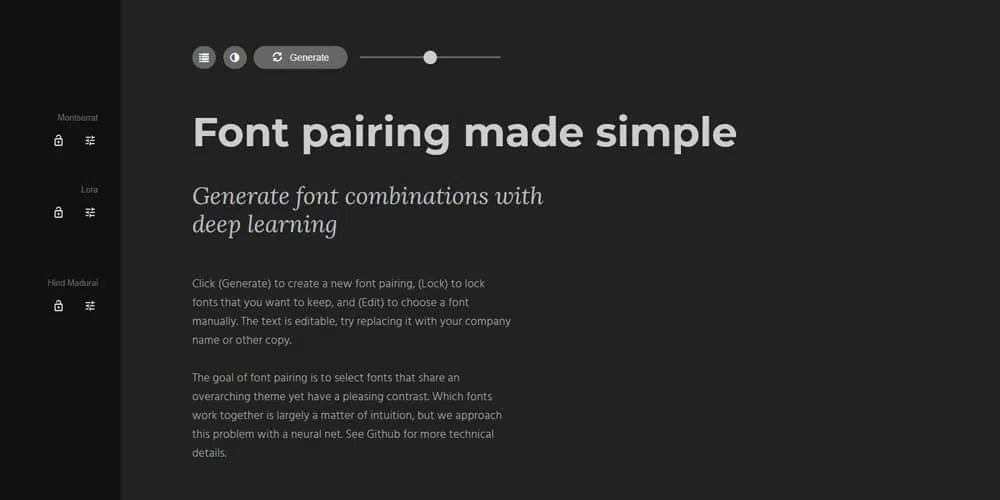 Generate
Montserrat
Font pairing made simple
Lora
Generate font combinations with
deep learning
Hind Madurai
Click (Generate) to create a new font pairing, (Lock) to lock
fonts that you want to keep, and (Edit) to choose a font
manually. The text is editable, try replacing it with your company
name or other copy.
The goal of font pairing is to select fonts that share an
overarching theme yet have a pleasing contrast. Which fonts
work together is largely a matter of intuition, but we approach
this problem with a neural net. See Github for more technical
details.